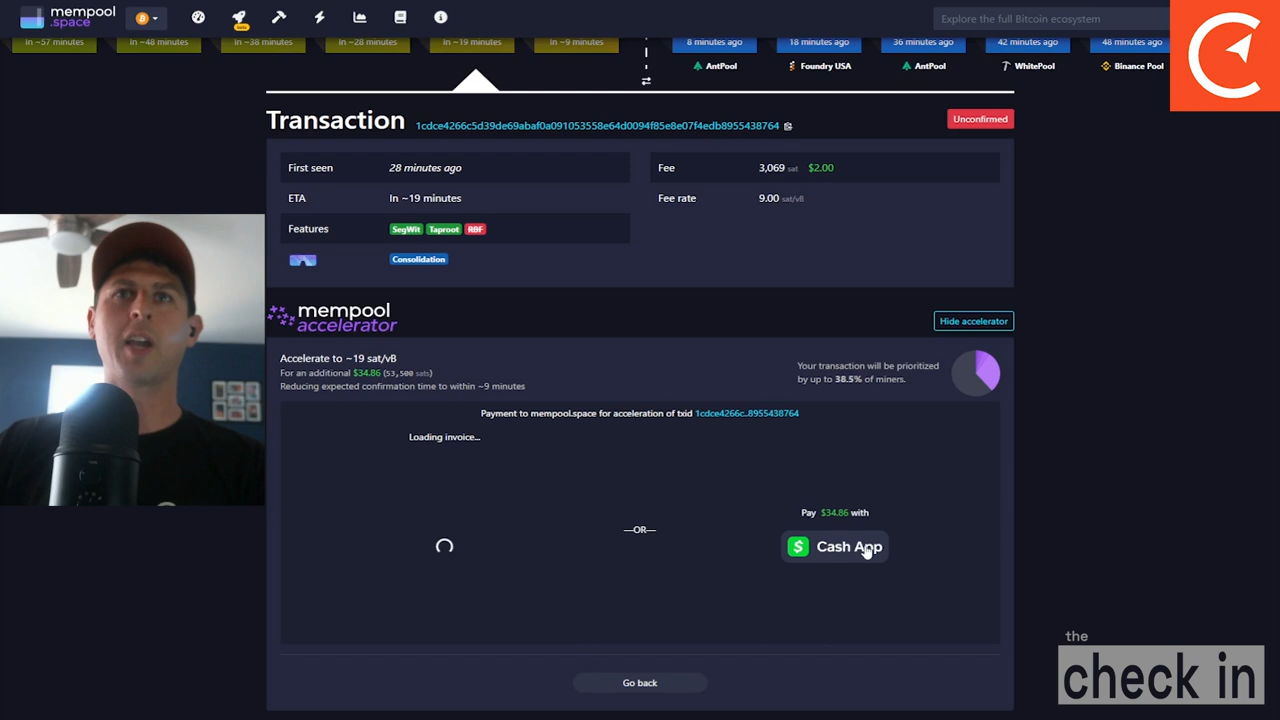 mempool
.space
beta
Explore the full Bitcoin ecosystem
In ~57 minutes
In ~48 minutes
In ~38 minutes
In ~28 minutes
In ~19 minutes
In ~9 minutes
8 minutes ago
18 minutes ago
36 minutes ago
42 minutes ago
48 minutes ago
AntPool
Foundry USA
AntPool
WhitePool
Binance Pool
Transaction
1cdce4266c5d39de69abaf0a091053558e64d0094f85e8e07f4edb8955438764
Unconfirmed
First seen 28 minutes ago
Fee 3,069 sat $2.00
ETA In ~19 minutes
Fee rate 9.00 sat/vB
Features SegWit Taproot RBF
Consolidation
mempool
accelerator
Hide accelerator
Accelerate to ~19 sat/vB
For an additional $34.86 (53,500 sats)
Reducing expected confirmation time to within ~9 minutes
Your transaction will be prioritized
by up to 38.5% of miners.
Payment to mempool.space for acceleration of txid 1cdce4266c..8955438764
Loading invoice...
—OR—
Pay $34.86 with
Cash App
Go back
the
check in